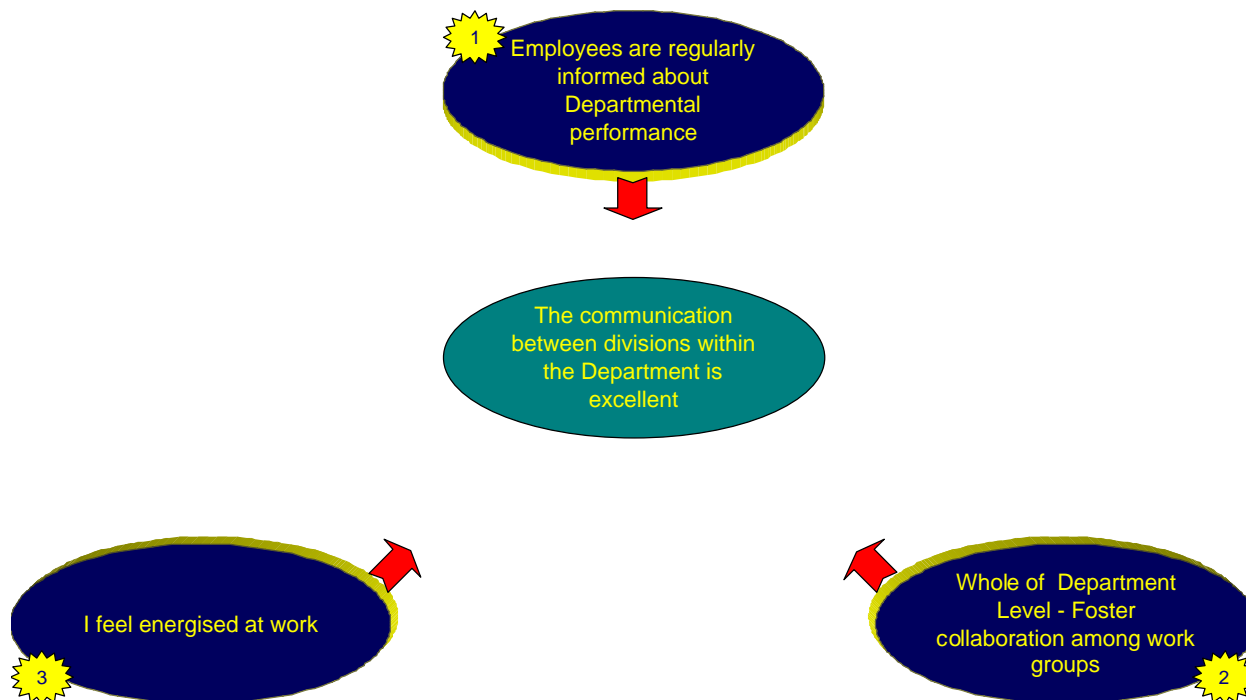 1
Employees are regularly
informed about
Departmental
performance
The communication
between divisions within
the Department is
excellent
I feel energised at work
3
Whole of  Department
Level - Foster
collaboration among work
groups
2